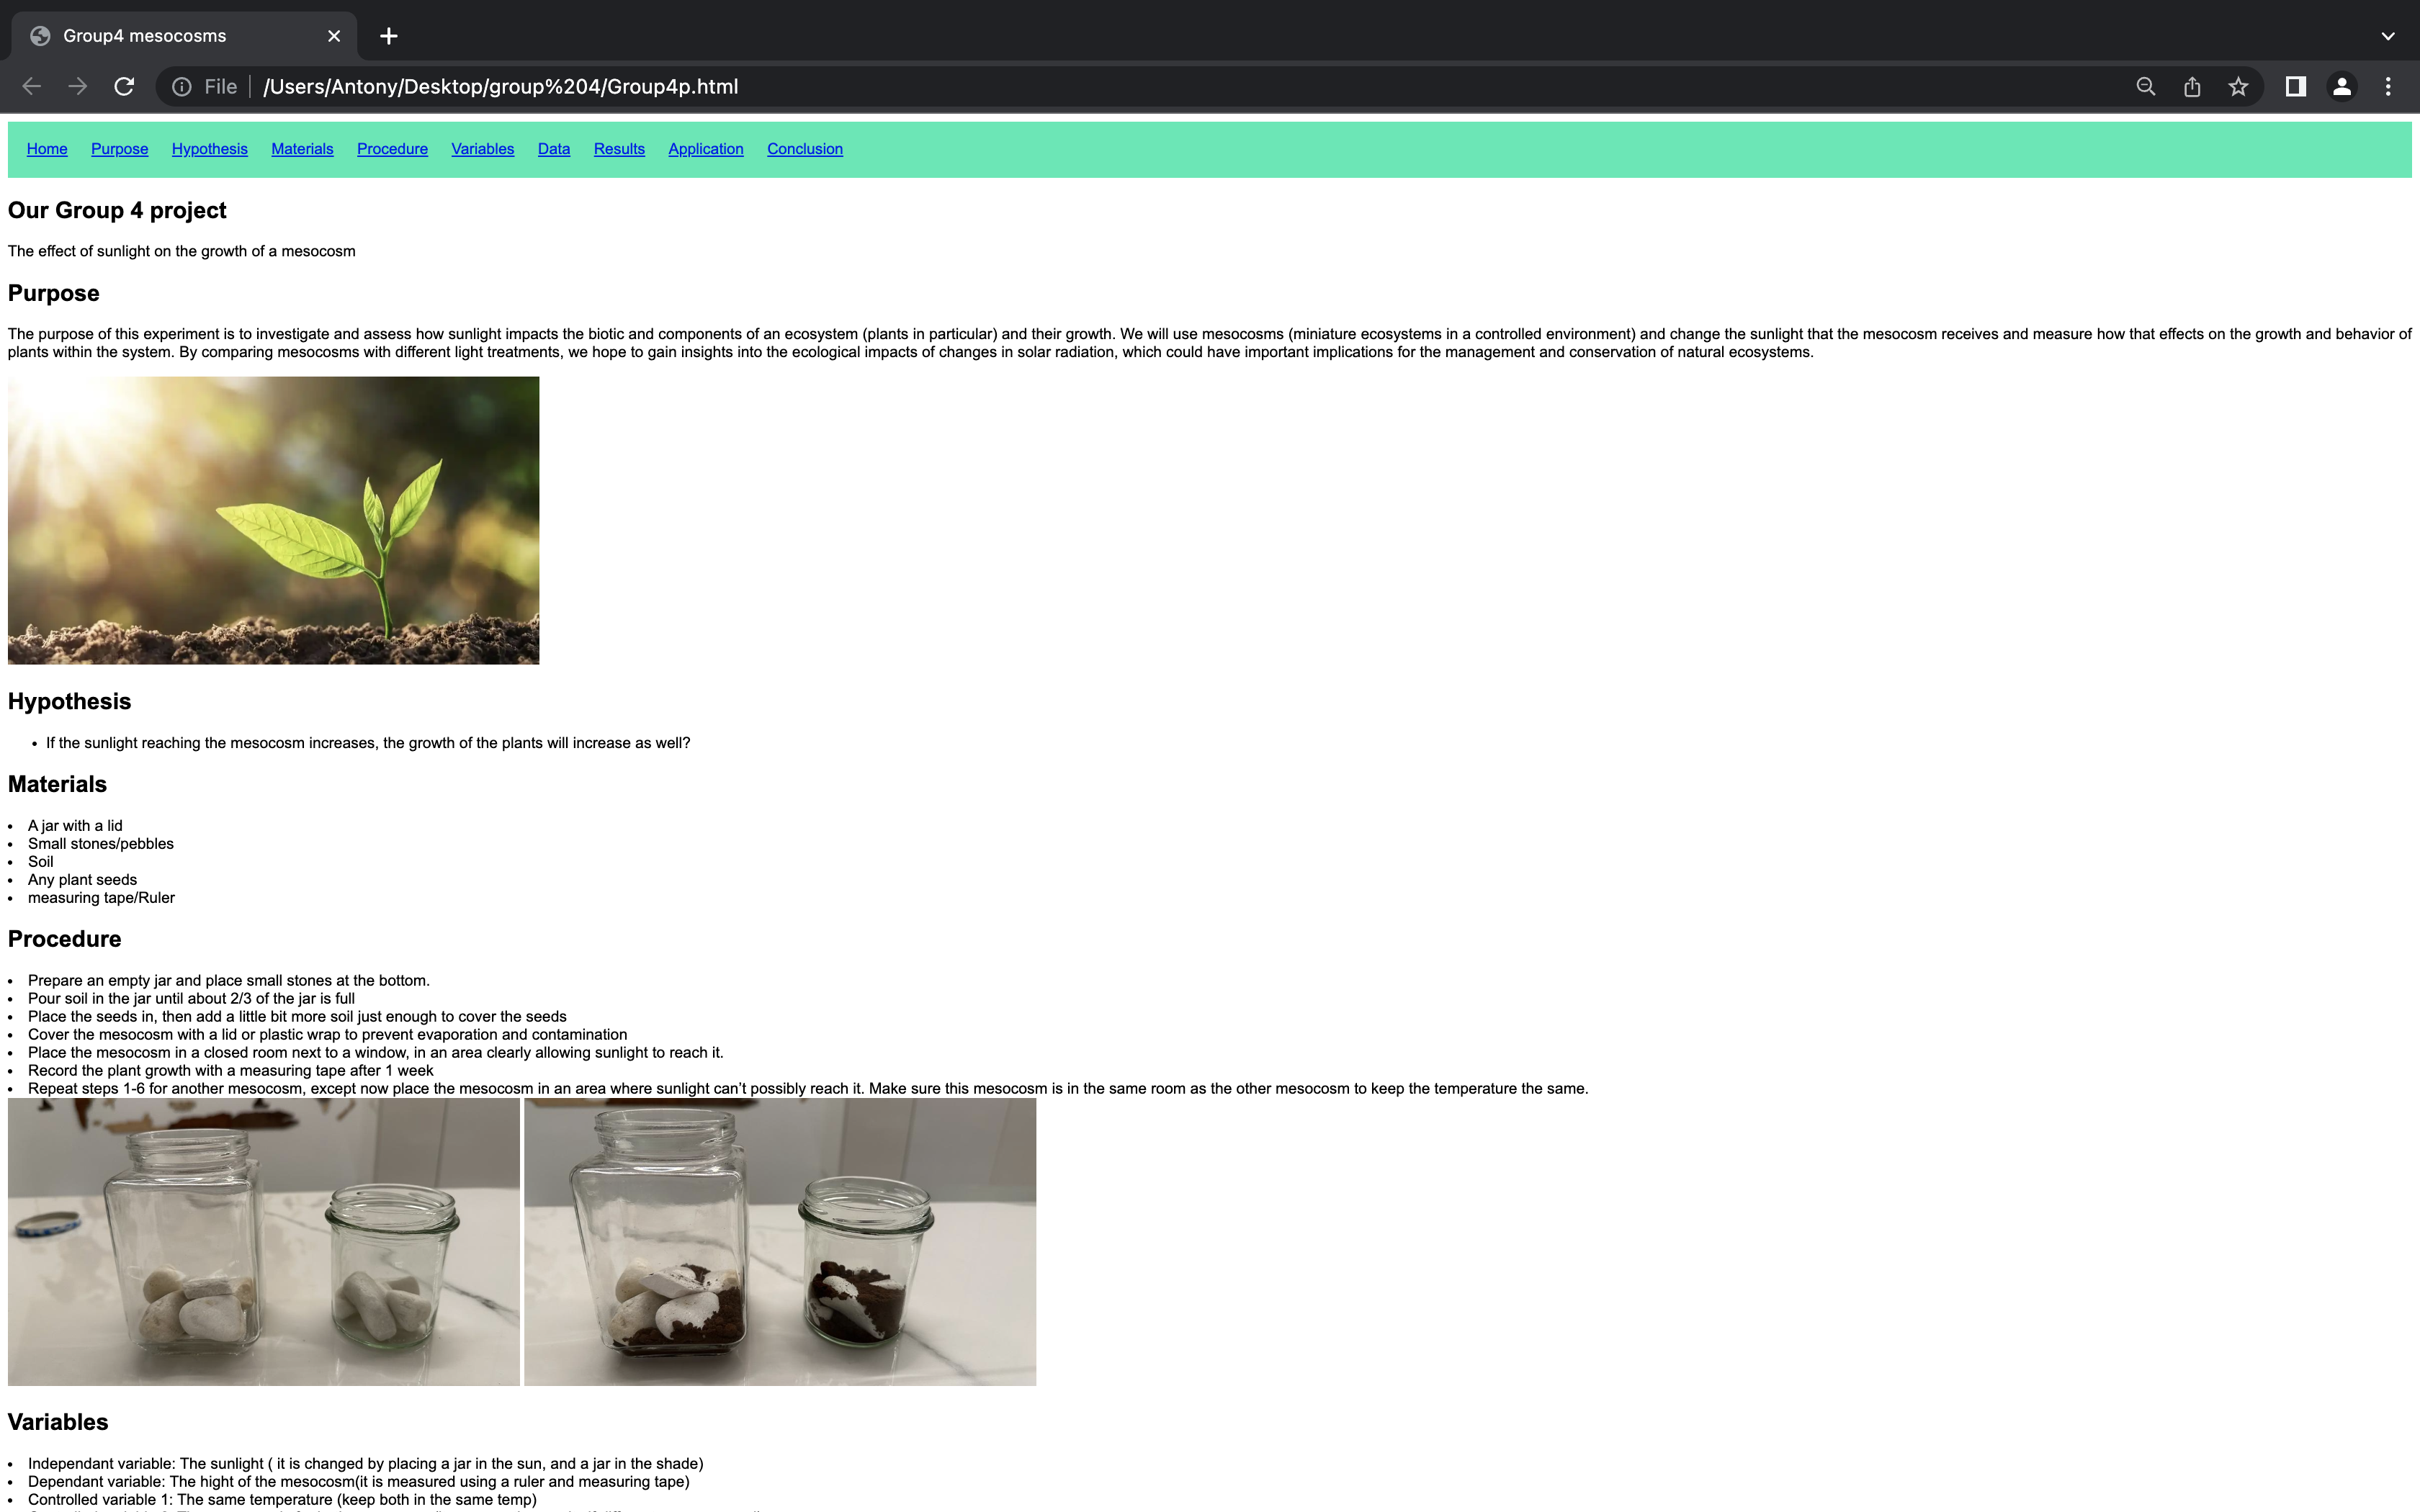 Group4 mesocosms
File /Users/Antony/Desktop/group%204/Group4p.html
Home Purpose Hypothesis Materials Procedure Variables Data Results Application Conclusion
Our Group 4 project
The effect of sunlight on the growth of a mesocosm
Purpose
The purpose of this experiment is to investigate and assess how sunlight impacts the biotic and components of an ecosystem (plants in particular) and their growth. We will use mesocosms (miniature ecosystems in a controlled environment) and change the sunlight that the mesocosm receives and measure how that effects on the growth and behavior of
plants within the system. By comparing mesocosms with different light treatments, we hope to gain insights into the ecological impacts of changes in solar radiation, which could have important implications for the management and conservation of natural ecosystems.
Hypothesis
• If the sunlight reaching the mesocosm increases, the growth of the plants will increase as well?
Materials
• A jar with a lid
• Small stones/pebbles
• Soil
• Any plant seeds
• measuring tape/Ruler
Procedure
• Prepare an empty jar and place small stones at the bottom.
• Pour soil in the jar until about 2/3 of the jar is full
• Place the seeds in, then add a little bit more soil just enough to cover the seeds
• Cover the mesocosm with a lid or plastic wrap to prevent evaporation and contamination
• Place the mesocosm in a closed room next to a window, in an area clearly allowing sunlight to reach it.
• Record the plant growth with a measuring tape after 1 week
• Repeat steps 1-6 for another mesocosm, except now place the mesocosm in an area where sunlight can’t possibly reach it. Make sure this mesocosm is in the same room as the other mesocosm to keep the temperature the same.
Variables
• Independant variable: The sunlight ( it is changed by placing a jar in the sun, and a jar in the shade)
• Dependant variable: The hight of the mesocosm(it is measured using a ruler and measuring tape)
• Controlled variable 1: The same temperature (keep both in the same temp)